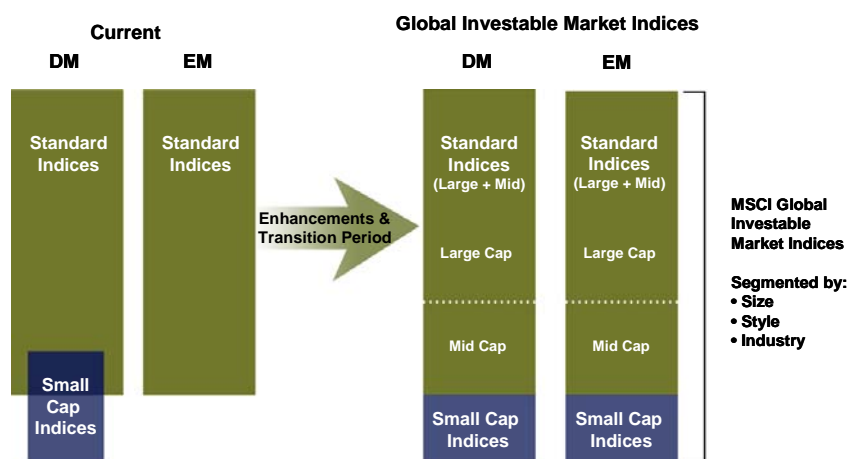 Current
DM
EM
Standard
Indices
Standard
Indices
Small
Cap
Indices
Enhancements &
Transition Period
Global Investable Market Indices
DM
EM
Standard
Indices
(Large + Mid)
Large Cap
Mid Cap
Small Cap
Indices
Standard
Indices
(Large + Mid)
Large Cap
Mid Cap
Small Cap
Indices
MSCI Global
Investable
Market Indices
Segmented by:
• Size
• Style
• Industry